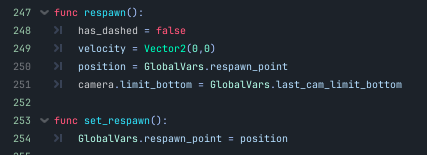 247 func respawn():
248 has_dashed = false
249 velocity = Vector2(0,0)
250 position = GlobalVars.respawn_point
251 camera.limit_bottom = GlobalVars.last_cam_limit_bottom
252
253 func set_respawn():
254 GlobalVars.respawn_point = position